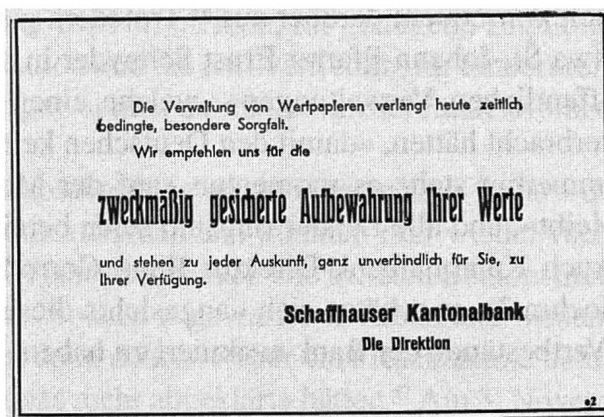 Die Verwaltung von Wertpapieren verlangt heute zeitlich
bedingte, besondere Sorgfalt.
Wir empfehlen uns für die
zweckmäßig gesicherte Aufbewahrung Ihrer Werte
und stehen zu jeder Auskunft, ganz unverbindlich für Sie, zu
Ihrer Verfügung.
Schaffhauser Kantonalbank
Die Direktion
e2